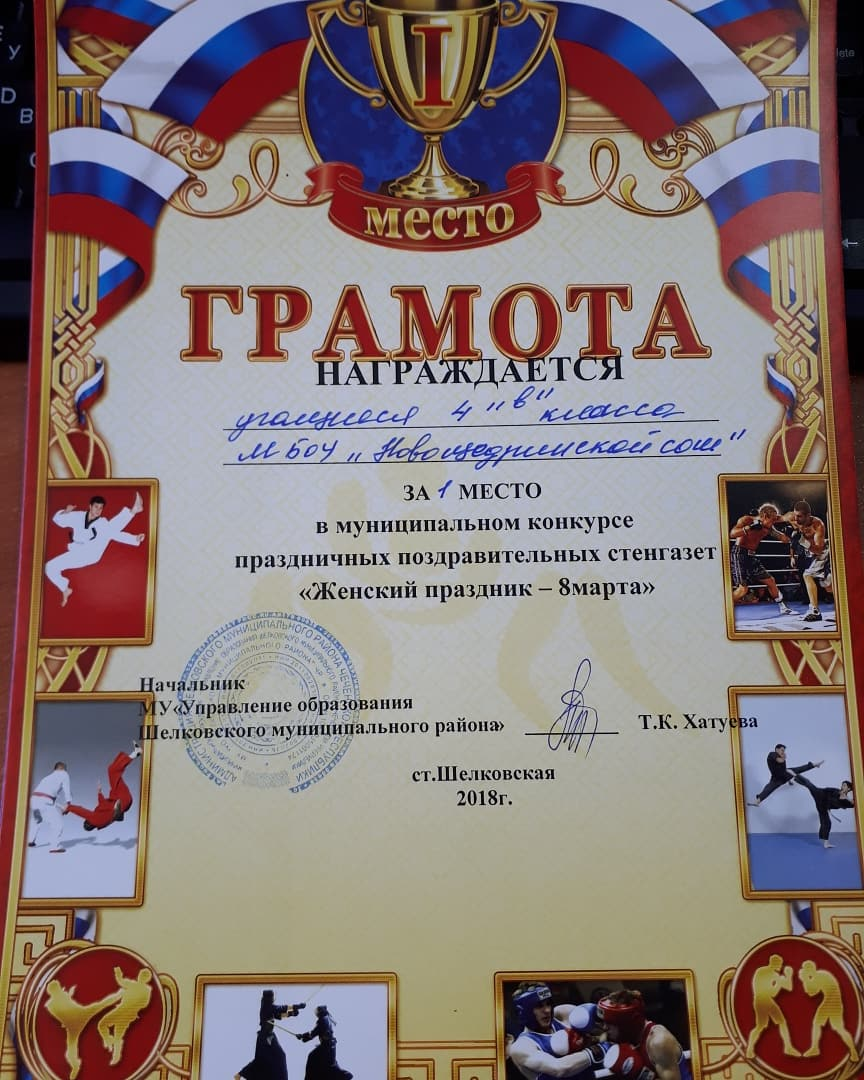 I
место
ГРАМОТА
НАГРАЖДАЕТСЯ
учащиеся 4 "в" класса
МБОУ „Новощедринской сош"
ЗА 1 МЕСТО
в муниципальном конкурсе
праздничных поздравительных стенгазет
«Женский праздник – 8марта»
Начальник
МУ«Управление образования
Шелковского муниципального района»
Т.К. Хатуева
ст.Шелковская
2018г.